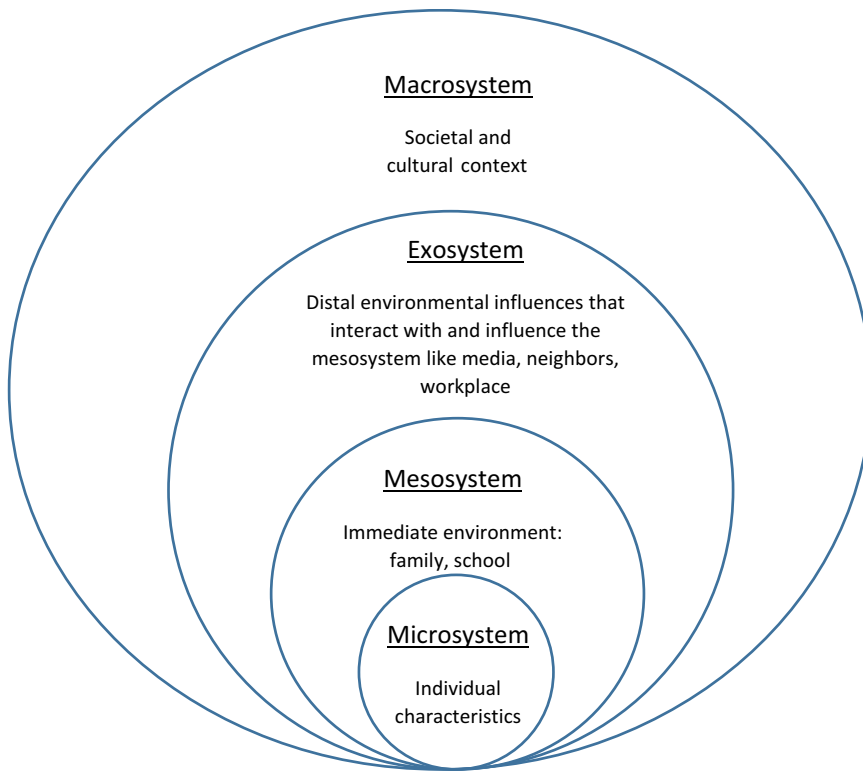 Macrosystem
Societal and
cultural context
Exosystem
Distal environmental influences that
interact with and influence the
mesosystem like media, neighbors,
workplace
Mesosystem
Immediate environment:
family, school
Microsystem
Individual
characteristics